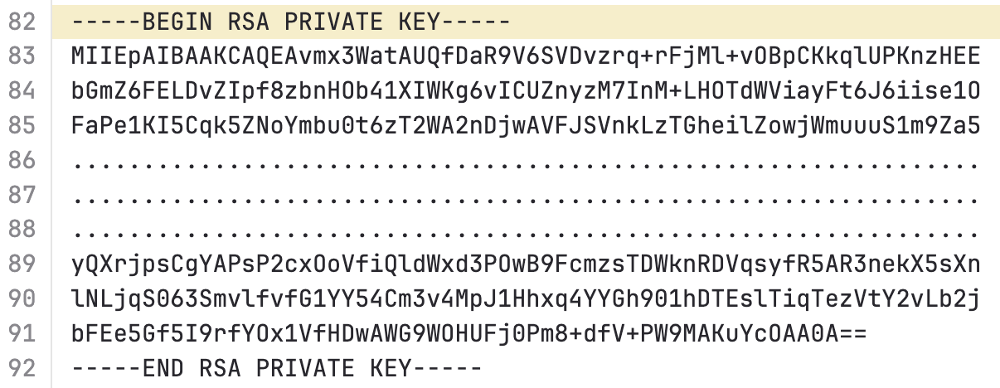 82 -----BEGIN RSA PRIVATE KEY-----
83 MIIEpAIBAAKCAQEAvmx3WatAUQfDaR9V6SVDvzrq+rFjMl+vOBpCKkqlUPKnzHEE
84 bGmZ6FELDvZIpf8zbnHOb41XIWKg6vICUZnyzM7InM+LHOTdWViayFt6J6iise1O
85 FaPe1KI5Cqk5ZNoYmbu0t6zT2WA2nDjwAVFJSVnkLzTGheilZowjWmuuuS1m9Za5
86 ................................................................
87 ................................................................
88 ................................................................
89 yQXrjpsCgYAPsP2cxOoVfiQldWxd3POwB9FcmzsTDWknRDVqsyfR5AR3nekX5sXn
90 lNLjqS063SmvlfvfG1YY54Cm3v4MpJ1Hhxq4YYGh901hDTEslTiqTezVtY2vLb2j
91 bFEe5Gf5I9rfYOx1VfHDwAWG9WOHUFj0Pm8+dfV+PW9MAKuYcOAA0A==
92 -----END RSA PRIVATE KEY-----